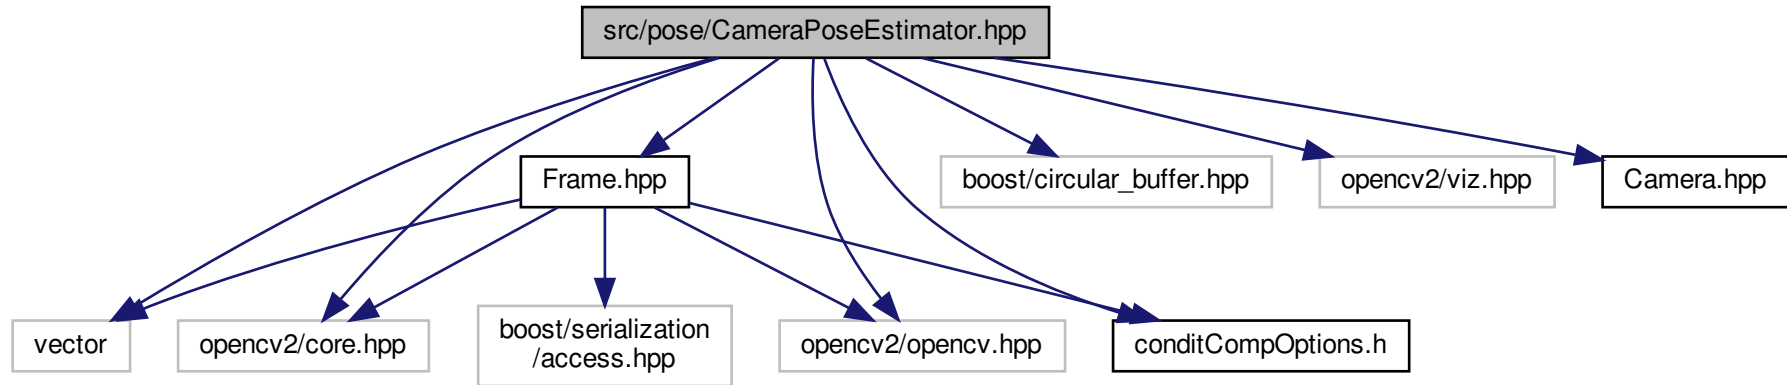 src/pose/CameraPoseEstimator.hpp
Frame.hpp
boost/circular_buffer.hpp
opencv2/viz.hpp
Camera.hpp
vector
opencv2/core.hpp
boost/serialization
/access.hpp
opencv2/opencv.hpp
conditCompOptions.h